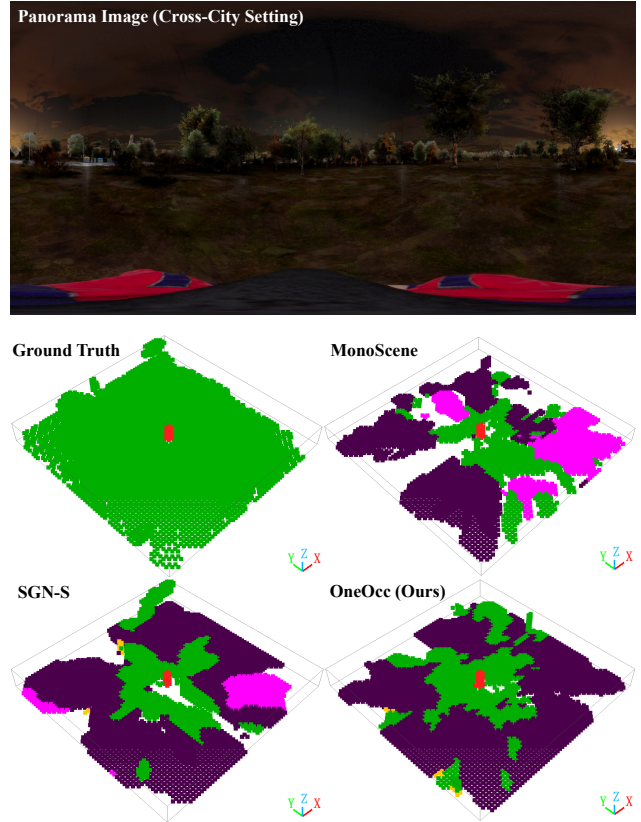 Panorama Image (Cross-City Setting)
Ground Truth
MonoScene
Y Z X
Y Z X
SGN-S
OneOcc (Ours)
Y Z X
Y Z X